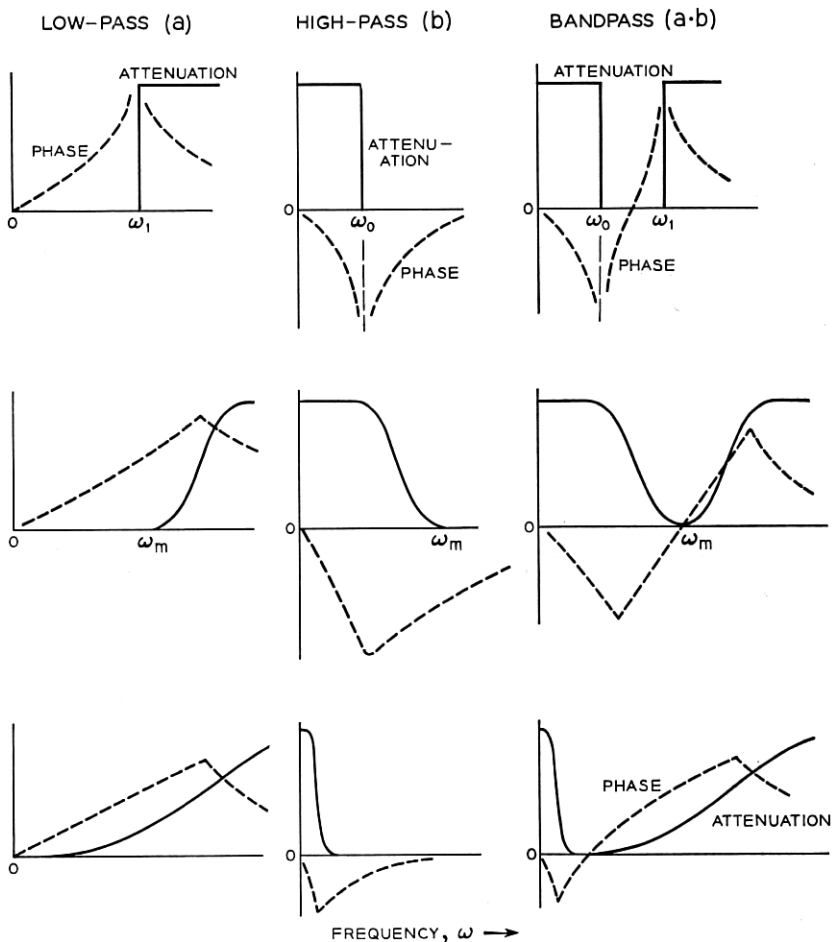 LOW-PASS (a)
HIGH-PASS (b)
BANDPASS (a·b)
ATTENUATION
PHASE
0
ω₁
ATTENU-
ATION
0
ω₀
PHASE
ATTENUATION
0
ω₀
ω₁
PHASE
0
ωₘ
0
ωₘ
0
ωₘ
0
0
PHASE
ATTENUATION
0
FREQUENCY, ω →